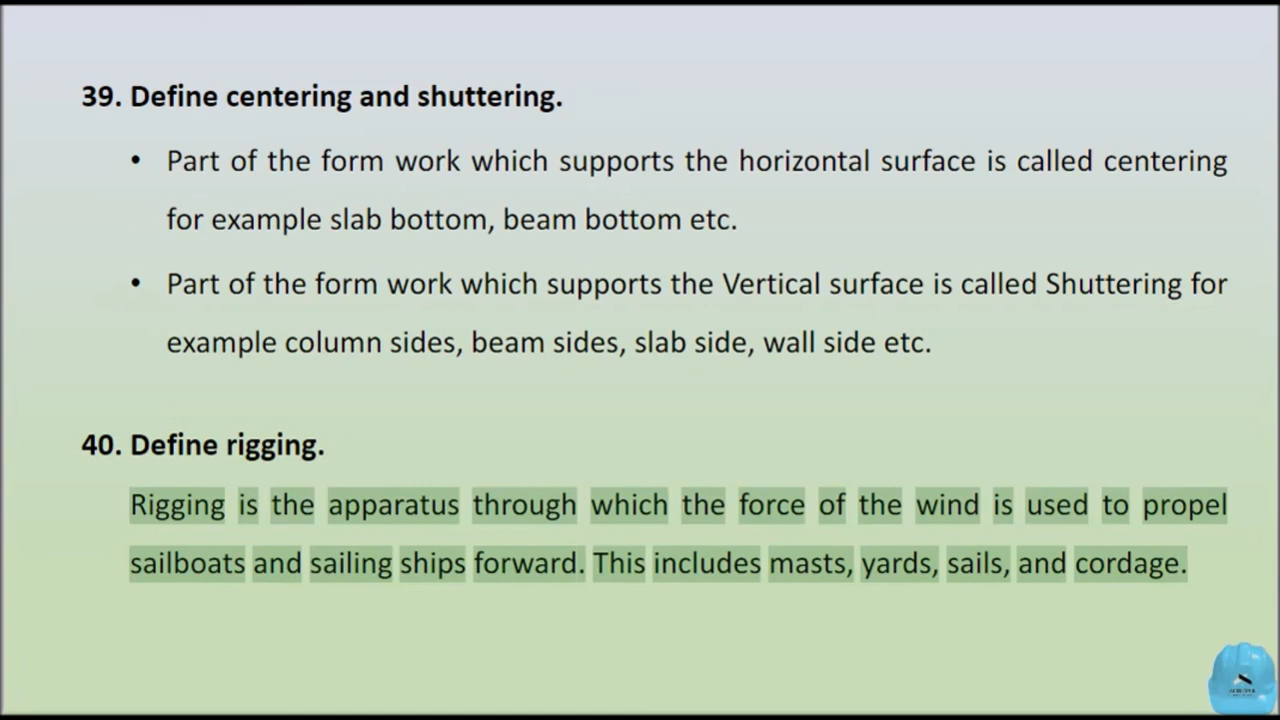 39. Define centering and shuttering.
• Part of the form work which supports the horizontal surface is called centering
for example slab bottom, beam bottom etc.
• Part of the form work which supports the Vertical surface is called Shuttering for
example column sides, beam sides, slab side, wall side etc.
40. Define rigging.
Rigging is the apparatus through which the force of the wind is used to propel
sailboats and sailing ships forward. This includes masts, yards, sails, and cordage.